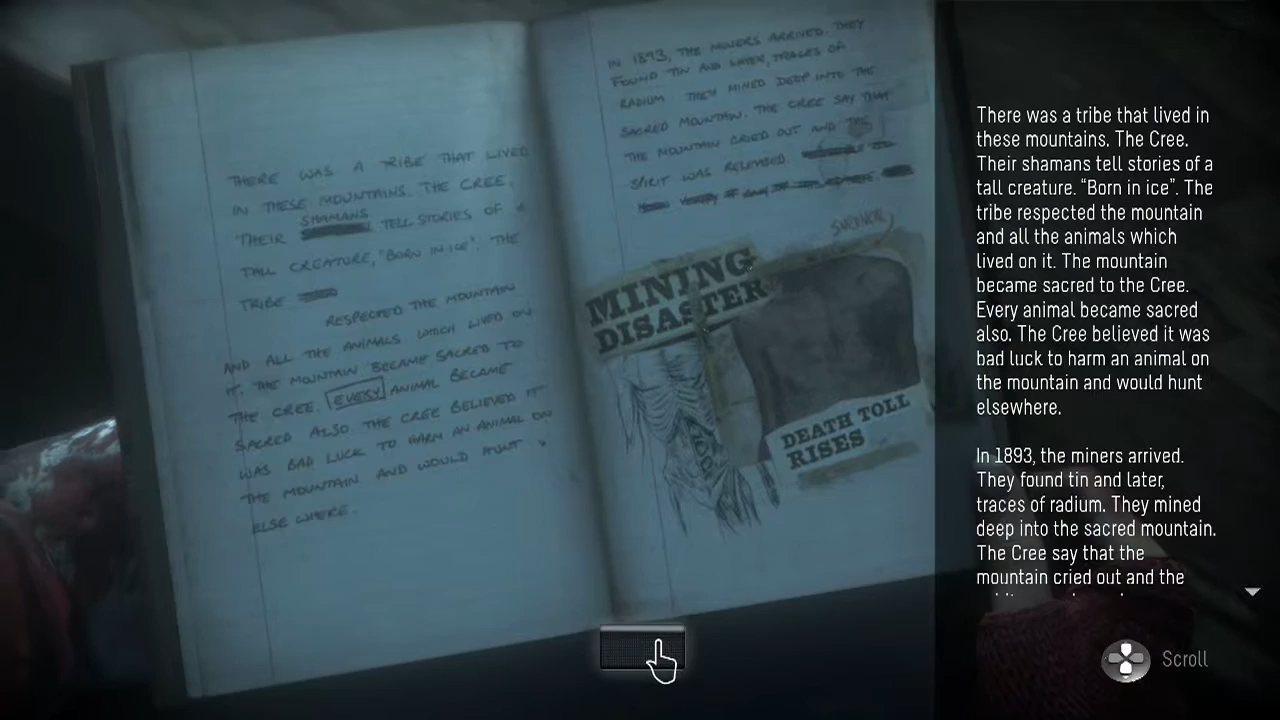 THERE WAS A TRIBE THAT LIVED
IN THESE MOUNTAINS. THE CREE.
SHAMANS
THEIR TELL STORIES OF A
TALL CREATURE, "BORN IN ICE". THE
TRIBE
RESPECTED THE MOUNTAIN
AND ALL THE ANIMALS WHICH LIVED ON
IT. THE MOUNTAIN BECAME SACRED TO
THE CREE. EVERY ANIMAL BECAME
SACRED ALSO. THE CREE BELIEVED IT
WAS BAD LUCK TO HARM AN ANIMAL ON
THE MOUNTAIN AND WOULD HUNT
ELSE WHERE.
IN 1893, THE MINERS ARRIVED. THEY
FOUND TIN AND LATER, TRACES OF
RADIUM. THEY MINED DEEP INTO THE
SACRED MOUNTAIN. THE CREE SAY THAT
THE MOUNTAIN CRIED OUT AND THE
SPIRIT WAS RELEASED.
SURVIVOR
MINING
DISASTER
DEATH TOLL
RISES
There was a tribe that lived in
these mountains. The Cree.
Their shamans tell stories of a
tall creature. “Born in ice”. The
tribe respected the mountain
and all the animals which
lived on it. The mountain
became sacred to the Cree.
Every animal became sacred
also. The Cree believed it was
bad luck to harm an animal on
the mountain and would hunt
elsewhere.
In 1893, the miners arrived.
They found tin and later,
traces of radium. They mined
deep into the sacred mountain.
The Cree say that the
mountain cried out and the
Scroll